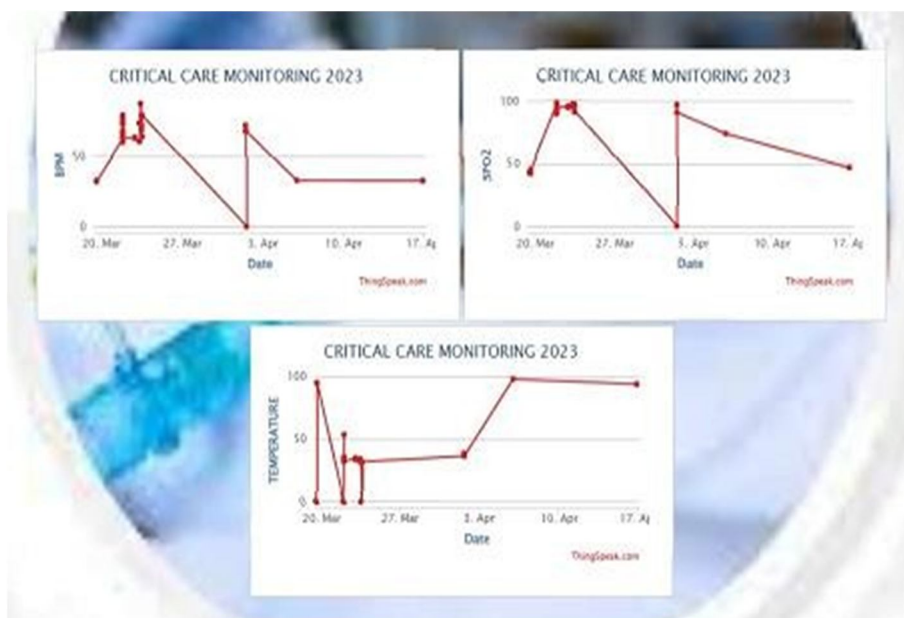 CRITICAL CARE MONITORING 2023
BPM
50
0
20. Mar 27. Mar 3. Apr 10. Apr 17. Ap
Date
ThingSpeak.com
CRITICAL CARE MONITORING 2023
SPO2
100
50
0
20. Mar 27. Mar 3. Apr 10. Apr 17. Ap
Date
ThingSpeak.com
CRITICAL CARE MONITORING 2023
TEMPERATURE
100
50
0
20. Mar 27. Mar 3. Apr 10. Apr 17. Ap
Date
ThingSpeak.com